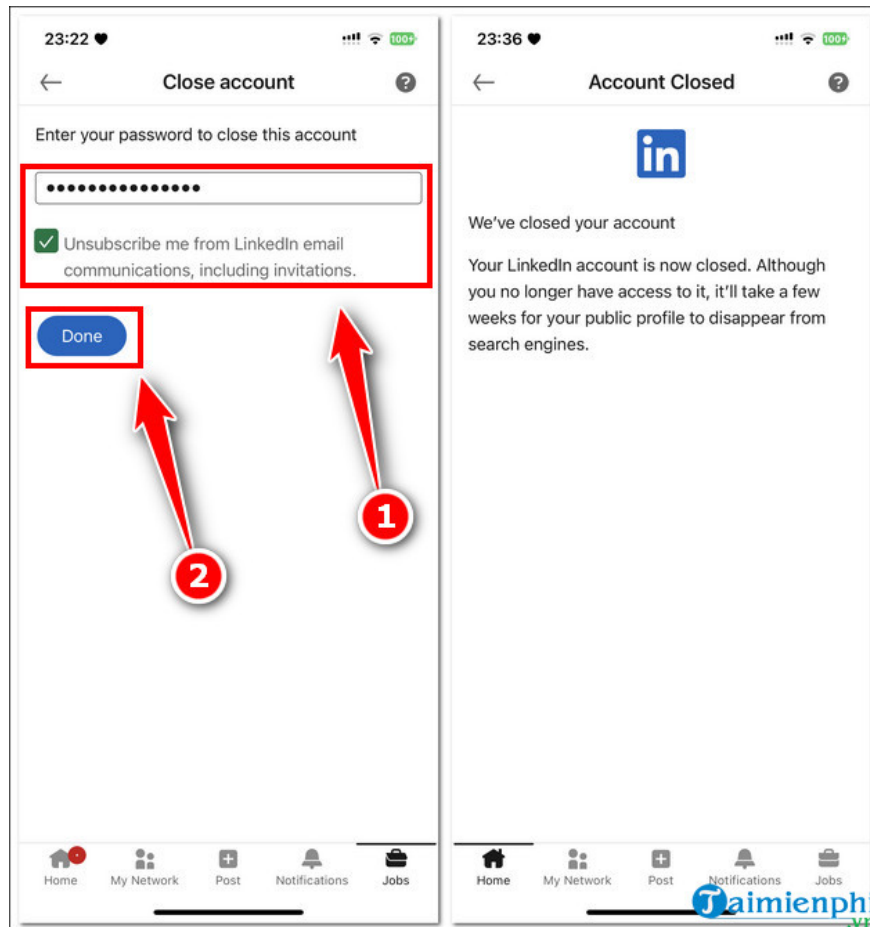 23:22
100+
Close account
?
Enter your password to close this account
•••••••••••••••
Unsubscribe me from LinkedIn email
communications, including invitations.
Done
1
2
Home
My Network
Post
Notifications
Jobs
23:36
100+
Account Closed
?
in
We've closed your account
Your LinkedIn account is now closed. Although
you no longer have access to it, it'll take a few
weeks for your public profile to disappear from
search engines.
Home
My Network
Post
Notifications
Jobs
Taimienphi
.vn